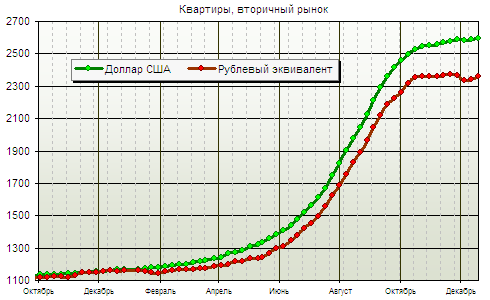 Квартиры, вторичный рынок
2700
2500
2300
2100
1900
1700
1500
1300
1100
Доллар США
Рублевый эквивалент
Октябрь
Декабрь
Февраль
Апрель
Июнь
Август
Октябрь
Декабрь